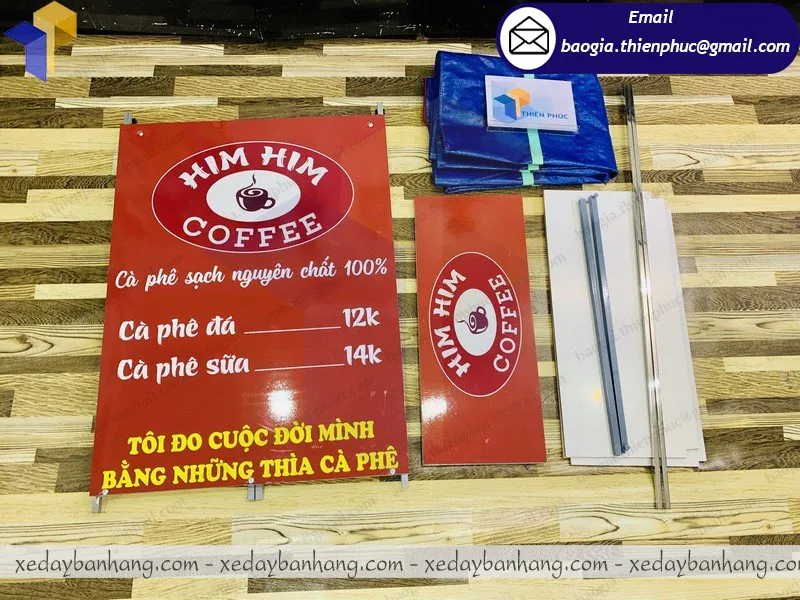 Email
baogia.thienphuc@gmail.com
THIÊN PHÚC
HIM HIM
COFFEE
Cà phê sạch nguyên chất 100%
Cà phê đá 12k
Cà phê sữa 14k
TÔI ĐO CUỘC ĐỜI MÌNH
BẰNG NHỮNG THÌA CÀ PHÊ
HIM HIM
COFFEE
xedaybanhang.com - xedaybanhang.com - xedaybanhang.com - xedaybanhang.com